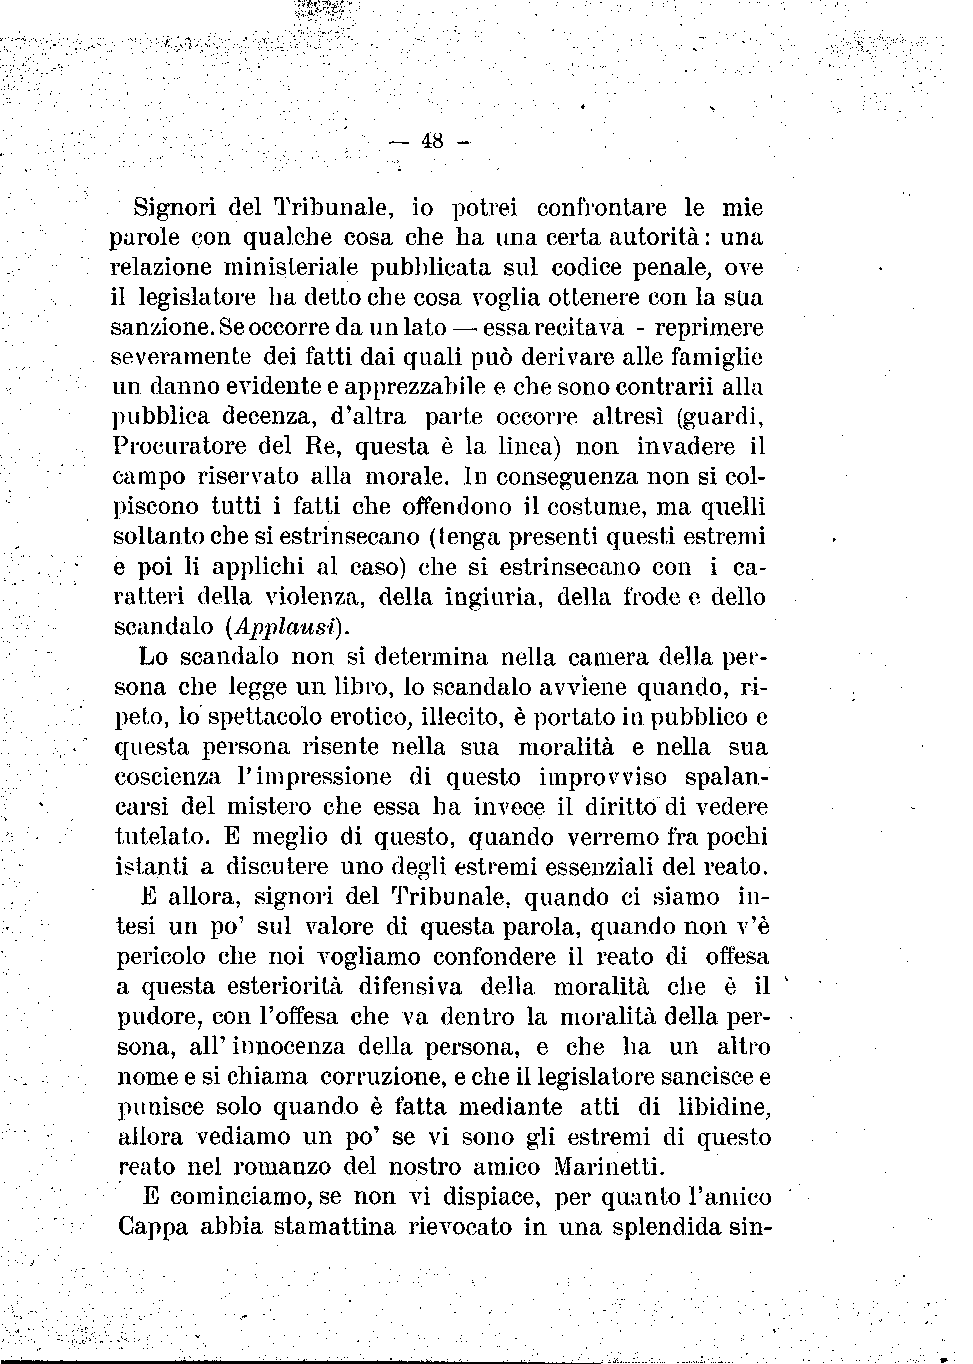 — 48 -
Signori del Tribunale, io potrei confrontare le mie
parole con qualche cosa che ha una certa autorità: una
relazione ministeriale pubblicata sul codice penale, ove
il legislatore ha detto che cosa voglia ottenere con la sua
sanzione. Se occorre da un lato — essa recitava - reprimere
severamente dei fatti dai quali può derivare alle famiglie
un danno evidente e apprezzabile e che sono contrarii alla
pubblica decenza, d'altra parte occorre altresì (guardi,
Procuratore del Re, questa è la linea) non invadere il
campo riservato alla morale. In conseguenza non si col-
piscono tutti i fatti che offendono il costume, ma quelli
soltanto che si estrinsecano (tenga presenti questi estremi
e poi li applichi al caso) che si estrinsecano con i ca-
ratteri della violenza, della ingiuria, della frode e dello
scandalo (Applausi).
Lo scandalo non si determina nella camera della per-
sona che legge un libro, lo scandalo avviene quando, ri-
peto, lo spettacolo erotico, illecito, è portato in pubblico e
questa persona risente nella sua moralità e nella sua
coscienza l'impressione di questo improvviso spalan-
carsi del mistero che essa ha invece il diritto di vedere
tutelato. E meglio di questo, quando verremo fra pochi
istanti a discutere uno degli estremi essenziali del reato.
E allora, signori del Tribunale, quando ci siamo in-
tesi un po' sul valore di questa parola, quando non v'è
pericolo che noi vogliamo confondere il reato di offesa
a questa esteriorità difensiva della moralità che è il
pudore, con l'offesa che va dentro la moralità della per-
sona, all'innocenza della persona, e che ha un altro
nome e si chiama corruzione, e che il legislatore sancisce e
punisce solo quando è fatta mediante atti di libidine,
allora vediamo un po' se vi sono gli estremi di questo
reato nel romanzo del nostro amico Marinetti.
E cominciamo, se non vi dispiace, per quanto l'amico
Cappa abbia stamattina rievocato in una splendida sin-